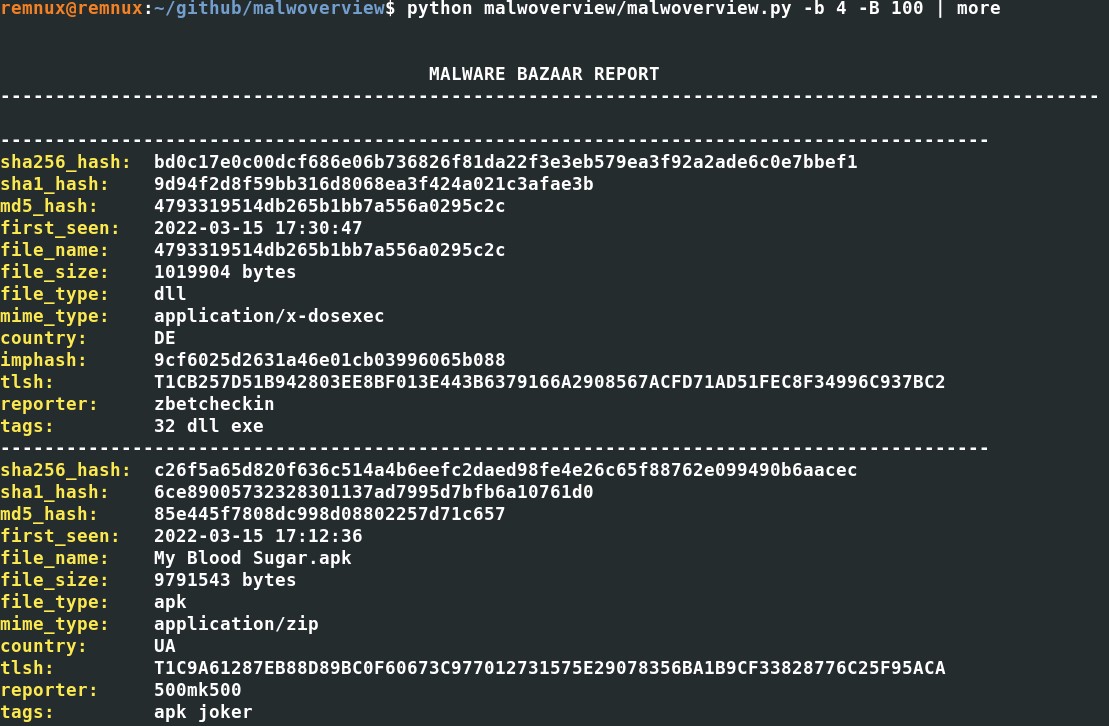 remnux@remnux:~/github/malwoverview$ python malwoverview/malwoverview.py -b 4 -B 100 | more
MALWARE BAZAAR REPORT
----------------------------------------------------------------------------------------------------
------------------------------------------------------------------------------------------
sha256_hash: bd0c17e0c00dcf686e06b736826f81da22f3e3eb579ea3f92a2ade6c0e7bbef1
sha1_hash: 9d94f2d8f59bb316d8068ea3f424a021c3afae3b
md5_hash: 4793319514db265b1bb7a556a0295c2c
first_seen: 2022-03-15 17:30:47
file_name: 4793319514db265b1bb7a556a0295c2c
file_size: 1019904 bytes
file_type: dll
mime_type: application/x-dosexec
country: DE
imphash: 9cf6025d2631a46e01cb03996065b088
tlsh: T1CB257D51B942803EE8BF013E443B6379166A2908567ACFD71AD51FEC8F34996C937BC2
reporter: zbetcheckin
tags: 32 dll exe
------------------------------------------------------------------------------------------
sha256_hash: c26f5a65d820f636c514a4b6eefc2daed98fe4e26c65f88762e099490b6aacec
sha1_hash: 6ce89005732328301137ad7995d7bfb6a10761d0
md5_hash: 85e445f7808dc998d08802257d71c657
first_seen: 2022-03-15 17:12:36
file_name: My Blood Sugar.apk
file_size: 9791543 bytes
file_type: apk
mime_type: application/zip
country: UA
tlsh: T1C9A61287EB88D89BC0F60673C977012731575E29078356BA1B9CF33828776C25F95ACA
reporter: 500mk500
tags: apk joker